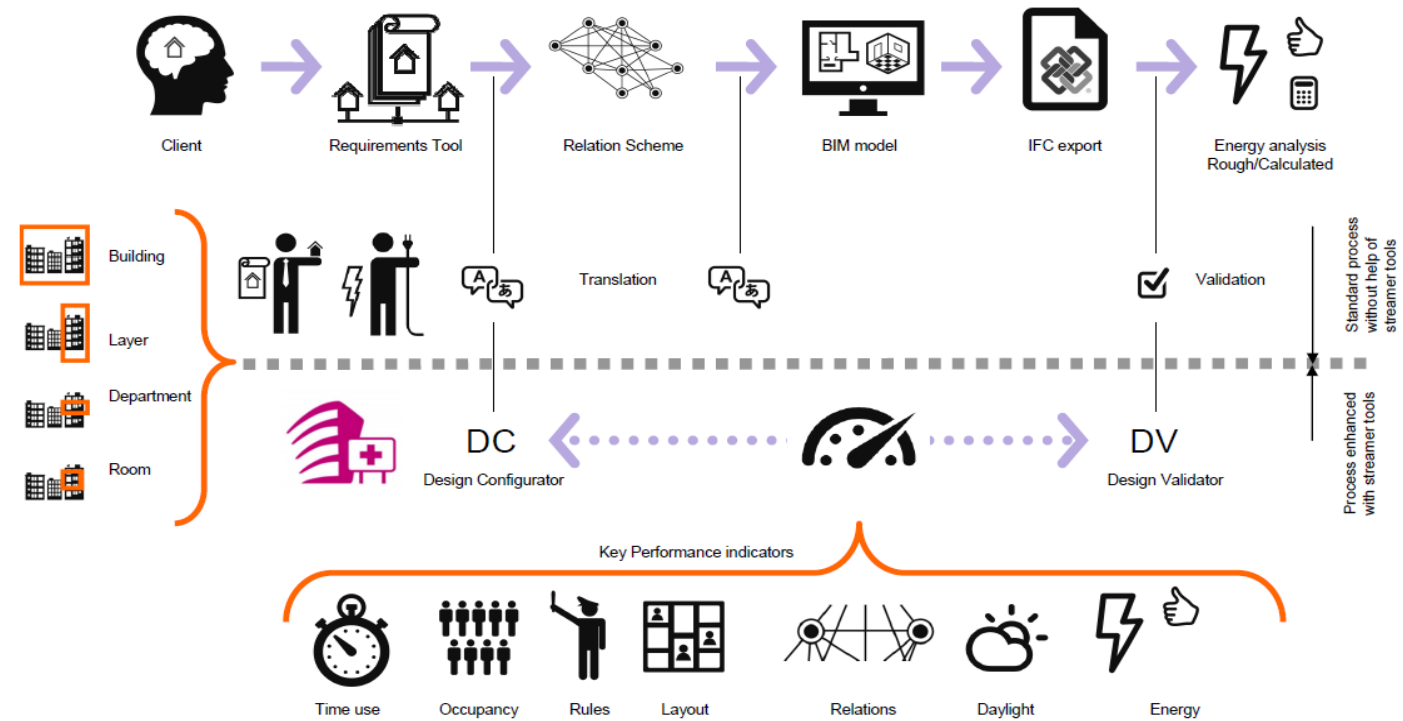 Client
Requirements Tool
Relation Scheme
BIM model
IFC export
Energy analysis
Rough/Calculated
Building
Layer
Department
Room
A
あ
Translation
A
あ
Validation
Standard process
without help of
streamer tools
DC
Design Configurator
DV
Design Validator
Process enhanced
with streamer tools
Key Performance indicators
Time use
Occupancy
Rules
Layout
Relations
Daylight
Energy